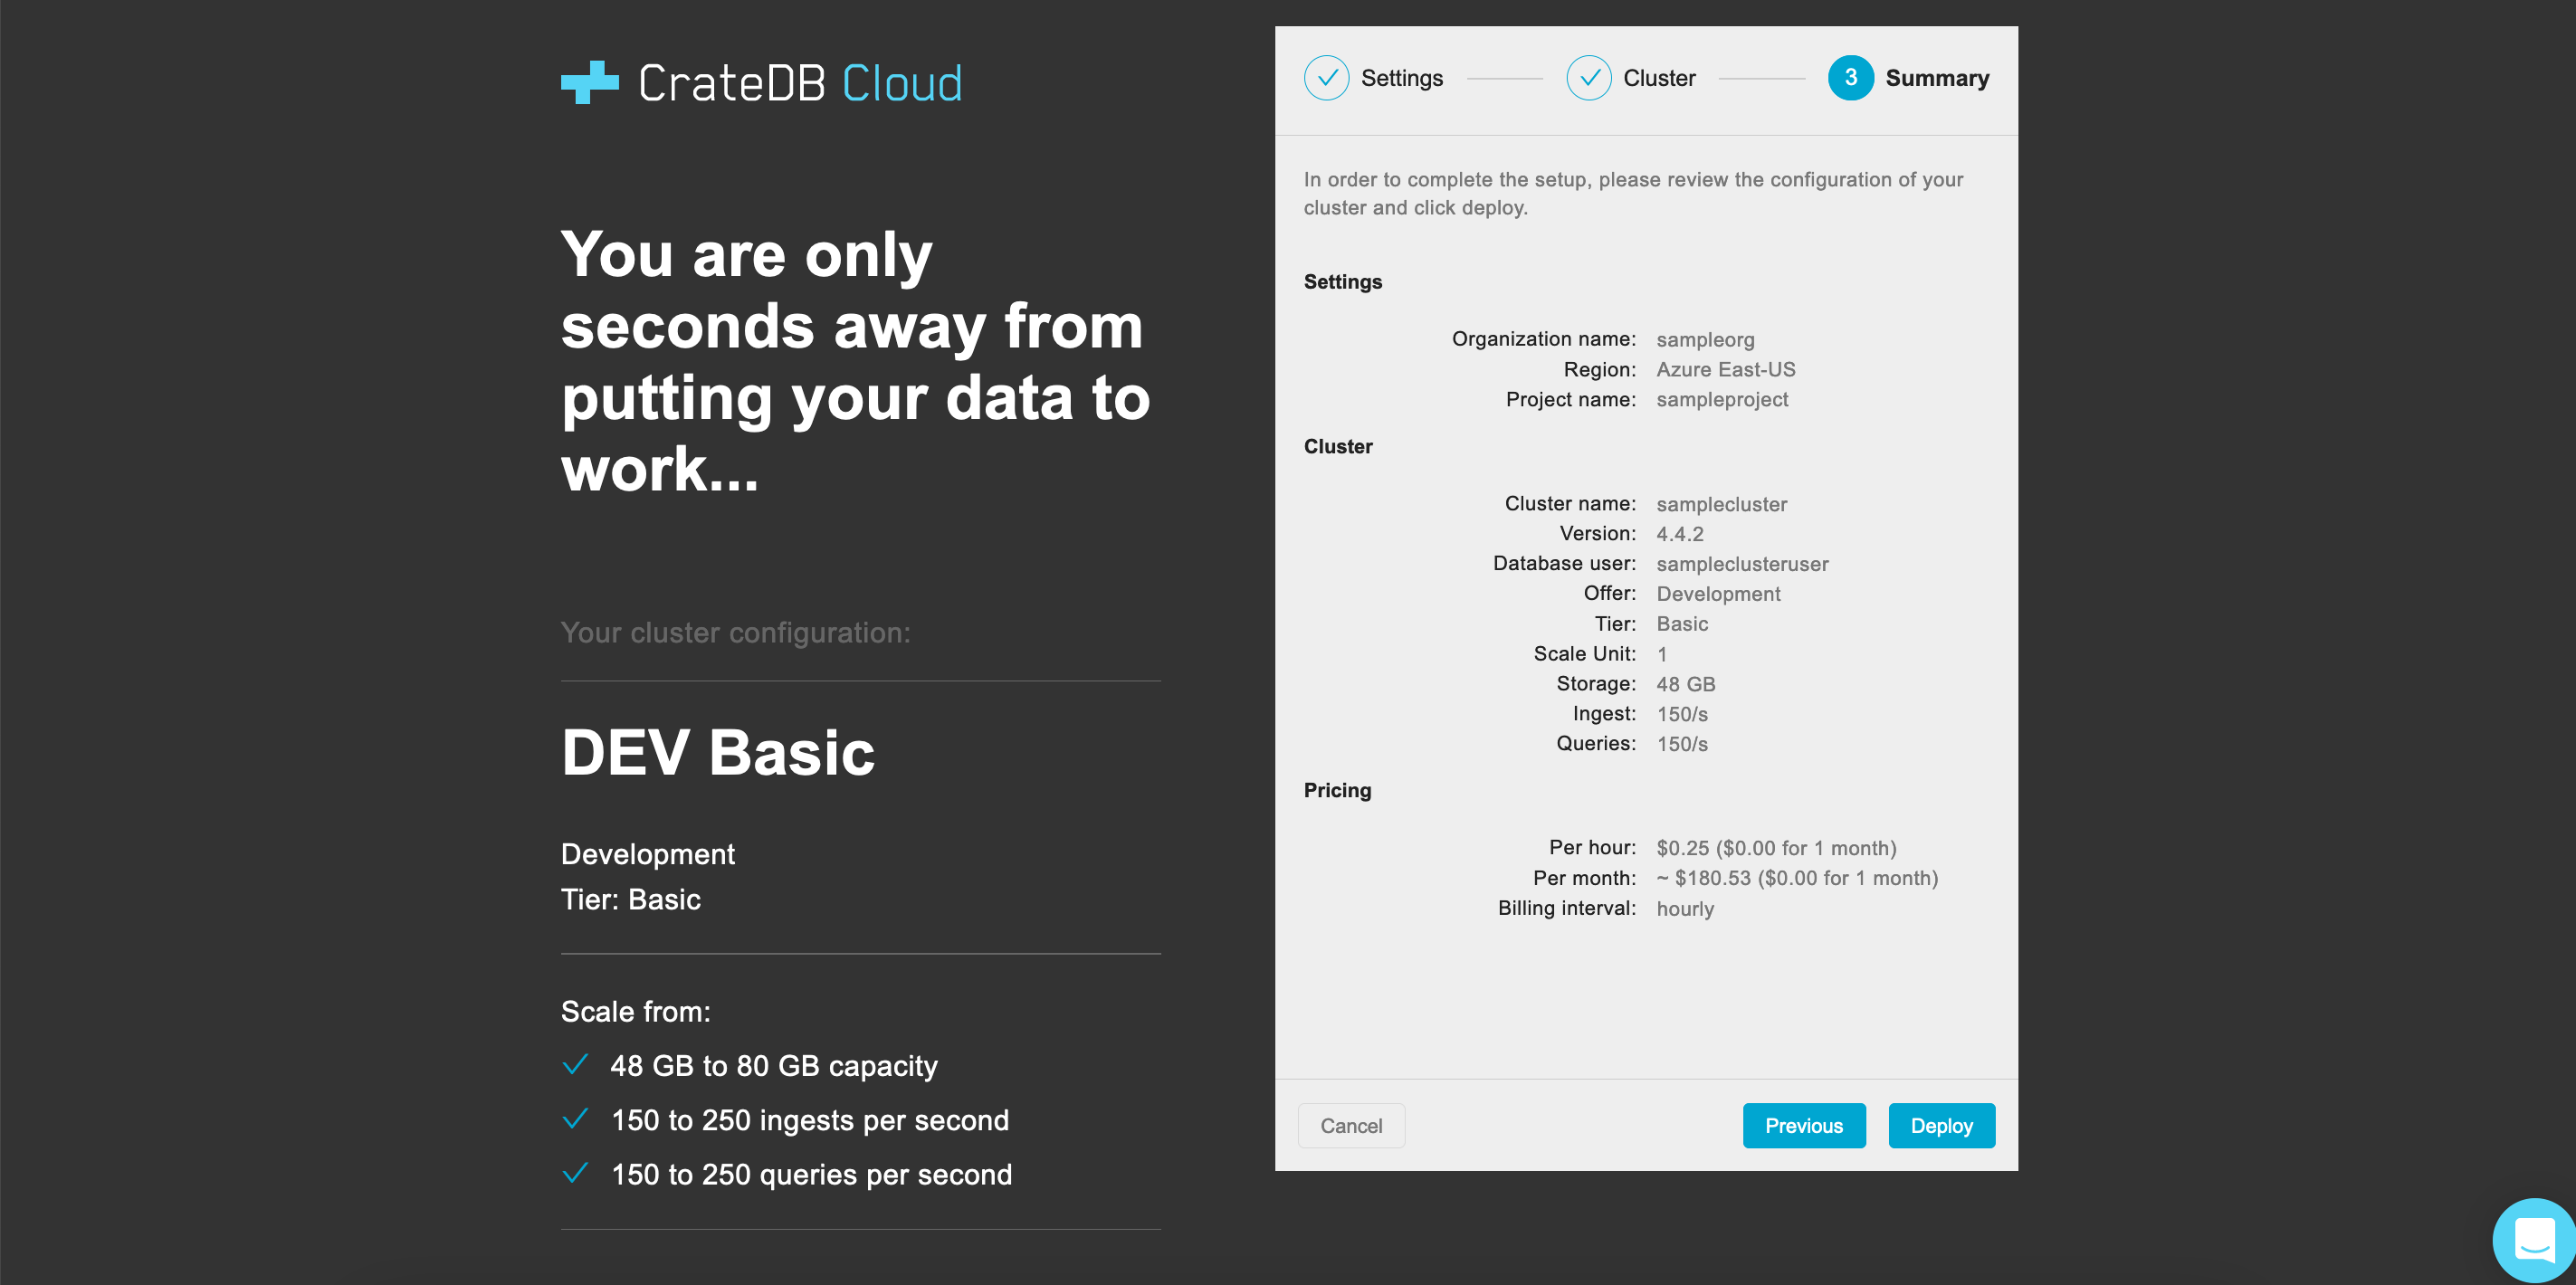 CrateDB Cloud
You are only
seconds away from
putting your data to
work...
Your cluster configuration:
DEV Basic
Development
Tier: Basic
Scale from:
48 GB to 80 GB capacity
150 to 250 ingests per second
150 to 250 queries per second
Settings
Cluster
3 Summary
In order to complete the setup, please review the configuration of your
cluster and click deploy.
Settings
Organization name: sampleorg
Region: Azure East-US
Project name: sampleproject
Cluster
Cluster name: samplecluster
Version: 4.4.2
Database user: sampleclusteruser
Offer: Development
Tier: Basic
Scale Unit: 1
Storage: 48 GB
Ingest: 150/s
Queries: 150/s
Pricing
Per hour: $0.25 ($0.00 for 1 month)
Per month: ~ $180.53 ($0.00 for 1 month)
Billing interval: hourly
Cancel
Previous
Deploy